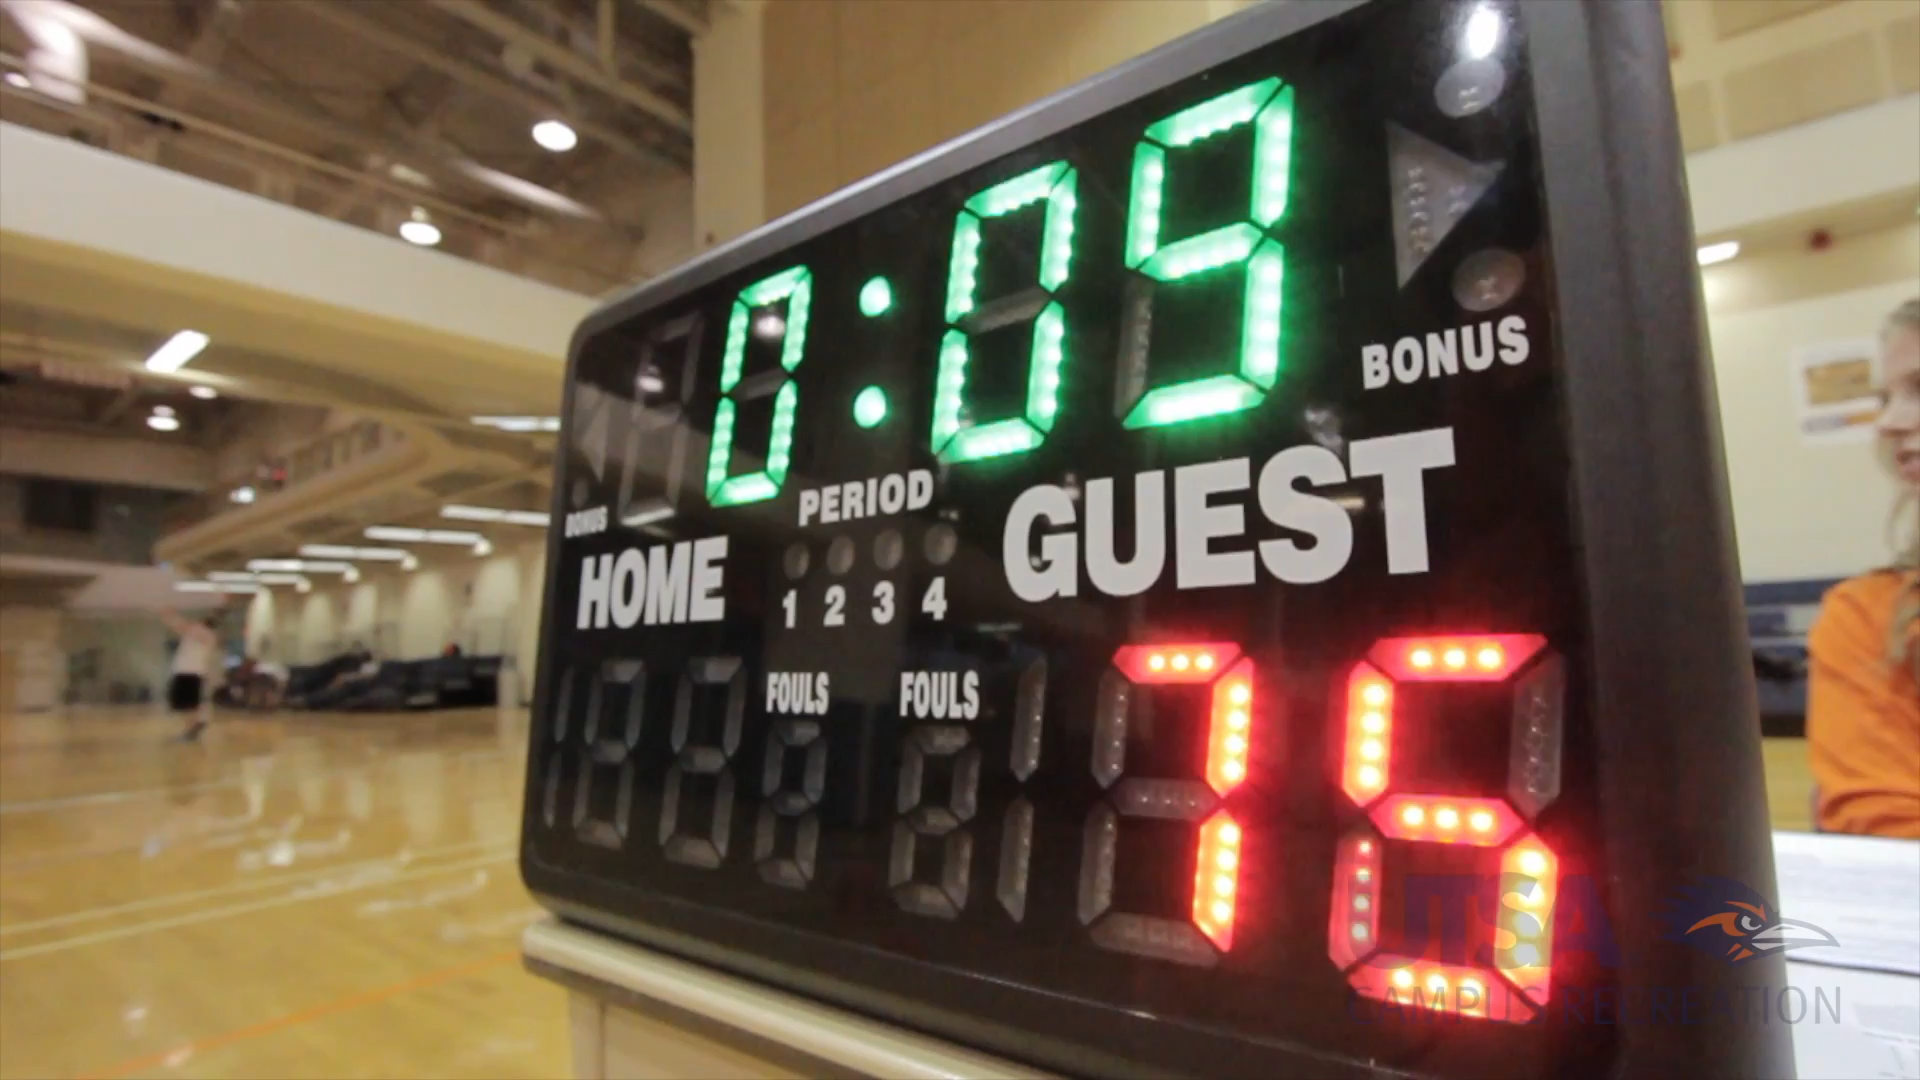 0:09
BONUS
BONUS
PERIOD
HOME
GUEST
1 2 3 4
FOULS
FOULS
75
UTSA
CAMPUS RECREATION